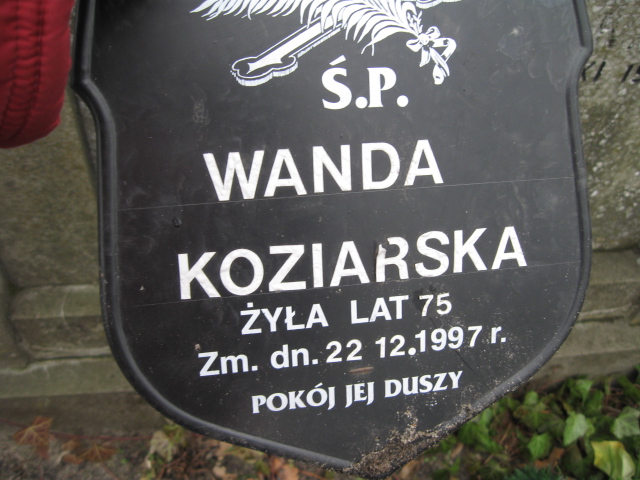 Ś.P.
WANDA
KOZIARSKA
ŻYŁA LAT 75
Zm. dn. 22 12.1997 r.
POKÓJ JEJ DUSZY